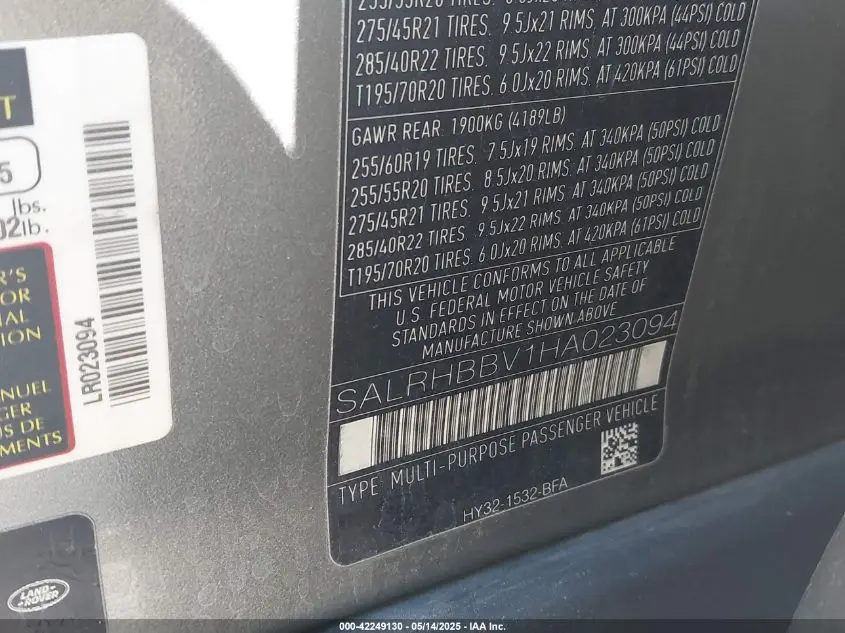 T
5
lbs.
02lb.
LR023094
LAND-
ROVER
275/45R21 TIRES. 9.5Jx21 RIMS. AT 300KPA (44PSI) COLD
285/40R22 TIRES. 9.5Jx22 RIMS. AT 300KPA (44PSI) COLD
T195/70R20 TIRES. 6.0Jx20 RIMS. AT 420KPA (61PSI) COLD
GAWR REAR. 1900KG (4189LB)
255/60R19 TIRES. 7.5Jx19 RIMS. AT 340KPA (50PSI) COLD
255/55R20 TIRES. 8.5Jx20 RIMS. AT 340KPA (50PSI) COLD
275/45R21 TIRES. 9.5Jx21 RIMS. AT 340KPA (50PSI) COLD
285/40R22 TIRES. 9.5Jx22 RIMS. AT 340KPA (50PSI) COLD
T195/70R20 TIRES. 6.0Jx20 RIMS. AT 420KPA (61PSI) COLD
THIS VEHICLE CONFORMS TO ALL APPLICABLE
U.S. FEDERAL MOTOR VEHICLE SAFETY
STANDARDS IN EFFECT ON THE DATE OF
MANUFACTURE SHOWN ABOVE
SALRHBBV1HA023094
TYPE MULTI-PURPOSE PASSENGER VEHICLE
HY32-1532-BFA
000-42249130 - 05/14/2025 - IAA Inc.